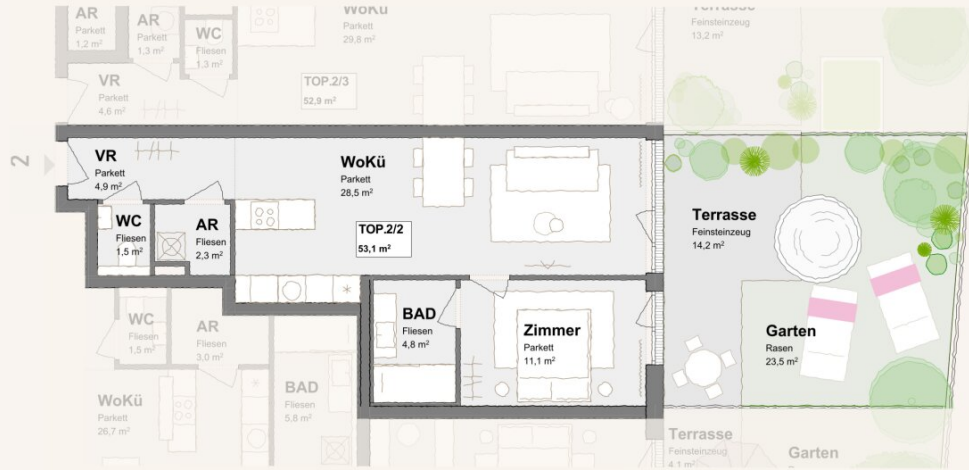 AR
Parkett
1,2 m²
AR
Parkett
1,3 m²
WC
Fliesen
1,3 m²
WoKü
Parkett
29,8 m²
Terrasse
Feinsteinzeug
13,2 m²
VR
Parkett
4,6 m²
TOP.2/3
52,9 m²
2
VR
Parkett
4,9 m²
WoKü
Parkett
28,5 m²
WC
Fliesen
1,5 m²
AR
Fliesen
2,3 m²
TOP.2/2
53,1 m²
Terrasse
Feinsteinzeug
14,2 m²
BAD
Fliesen
4,8 m²
Zimmer
Parkett
11,1 m²
Garten
Rasen
23,5 m²
WC
Fliesen
1,5 m²
AR
Fliesen
3,0 m²
WoKü
Parkett
26,7 m²
BAD
Fliesen
5,8 m²
Terrasse
Feinsteinzeug
4,1 m²
Garten